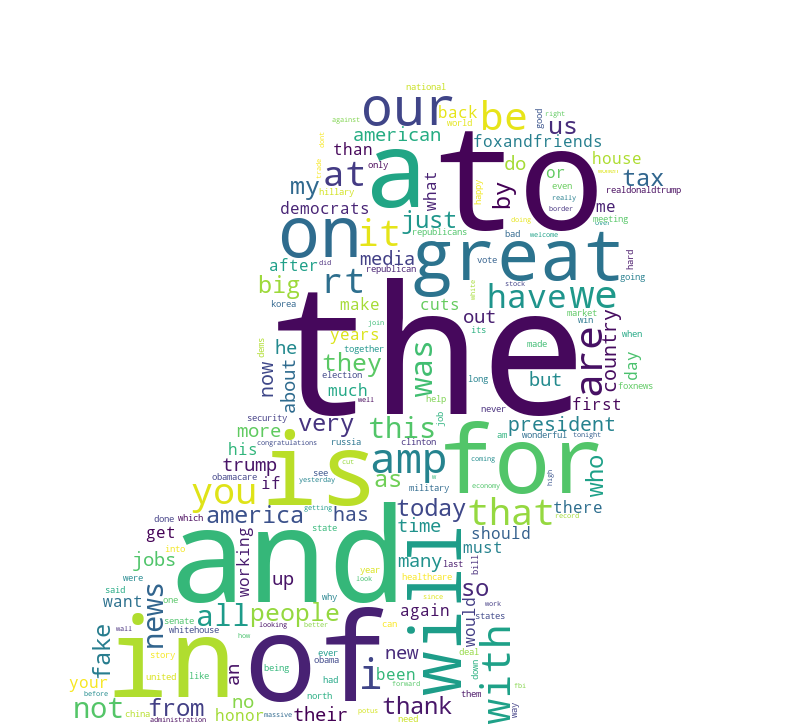 national
against our back world be good right
american us
than foxandfriends
dont a to house
only do or
trade at what by even tax
my hillary happy really realdonaldtrump
democrats border me
just doing meeting
on it republicans over
bad welcome
great
after did media vote hard
big rt republican going
have we
korea make cuts stock market
join out win country
years its
the are
he together made when
now dems they was but day
about election long foxnews
much well help never first
job
very president
more security this clinton am wonderful
his congratulations russia tonight
trump is amp for who
obamacare if see as coming
yesterday cut economy high
you military that
america has getting today there
done which state time record
get should
into and many last must
jobs working look year healthcare bill
were up why since
said want one people can so
news all again work
senate looking better would states
wall whitehouse
fake how new will with
story in of ever deal
united like being obama i been down
your an had them fbi
before forward
not from no north thank way
china honor their potus need
administration massive